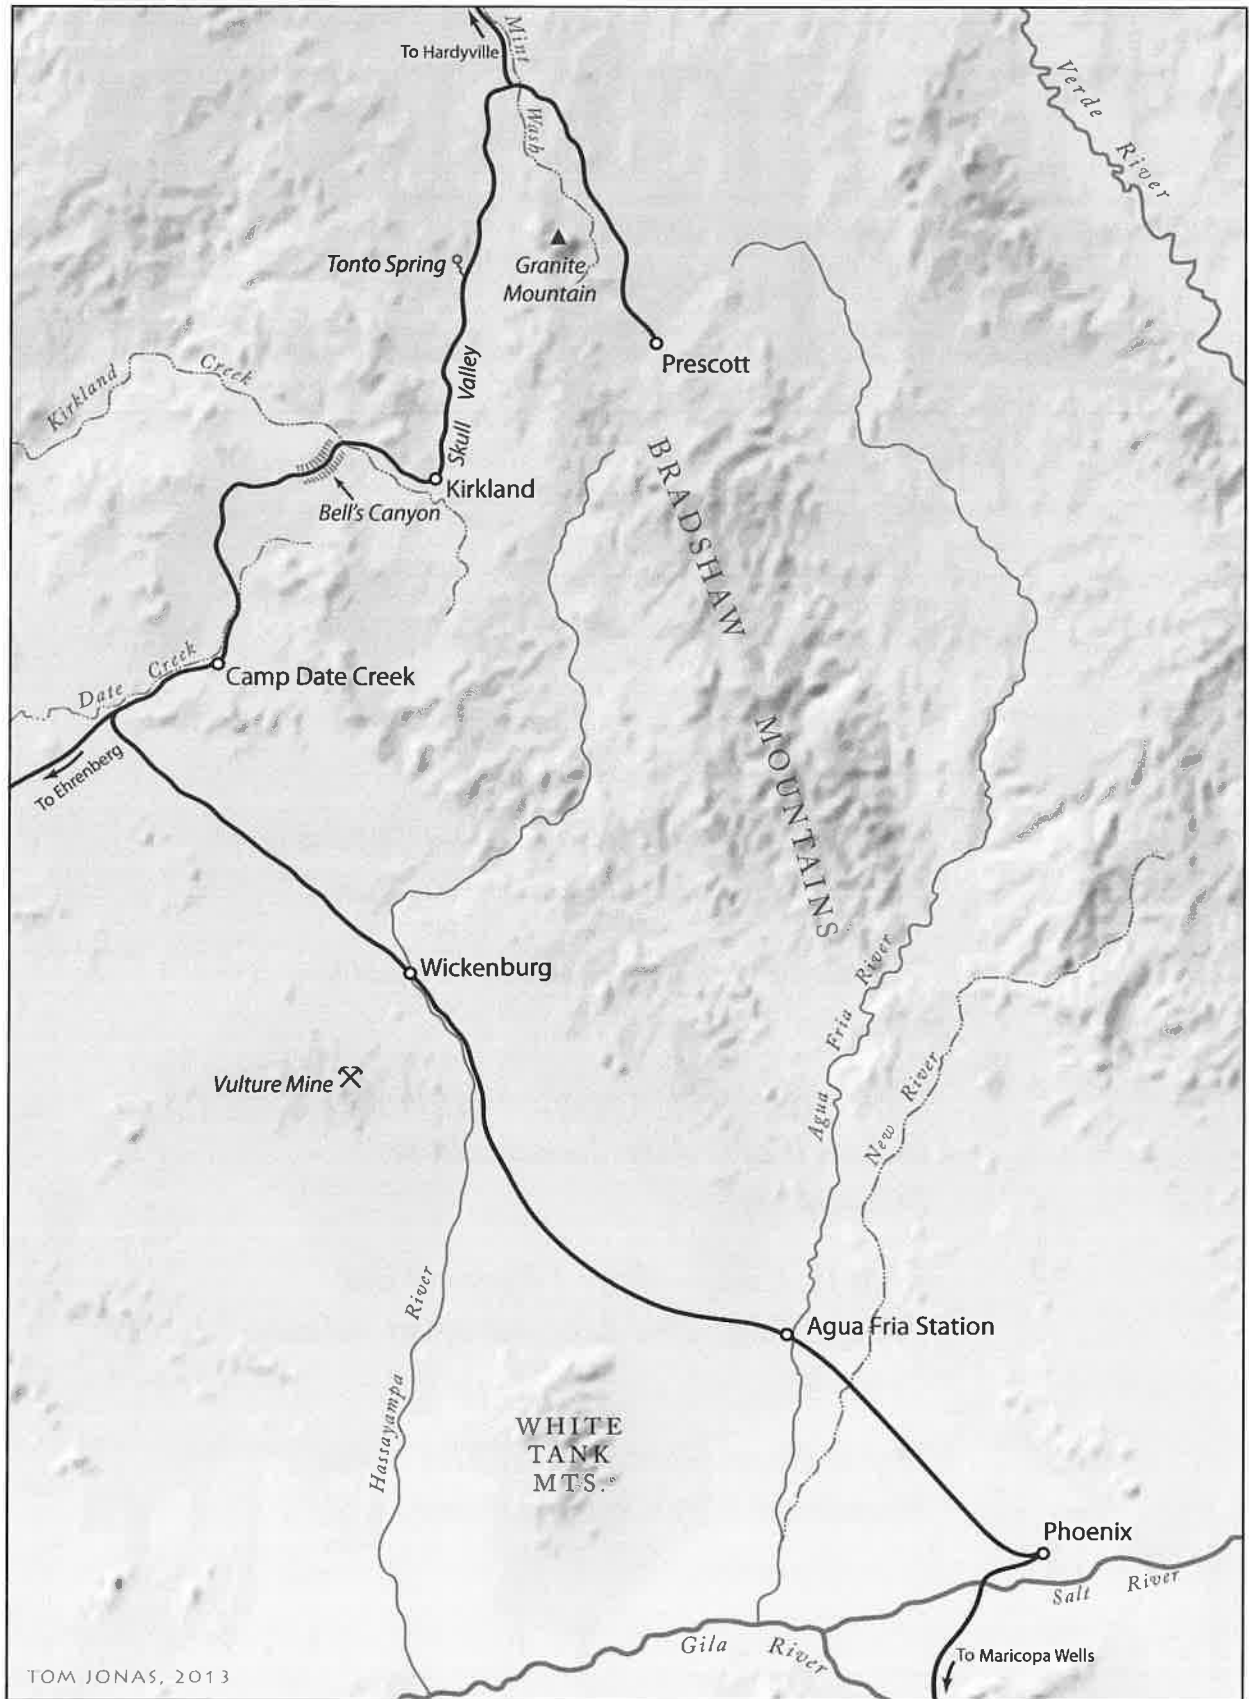 To Hardyville
Mint
Wash
Verde
River
Tonto Spring
Granite
Mountain
Prescott
Kirkland
Creek
Skull Valley
Kirkland
Bell's Canyon
BRADSHAW
MOUNTAINS
Date Creek
Camp Date Creek
To Ehrenberg
Wickenburg
Vulture Mine
Agua Fria River
New River
Hassayampa River
Agua Fria Station
WHITE
TANK
MTS.
Phoenix
Salt River
Gila River
To Maricopa Wells
TOM JONAS, 2013